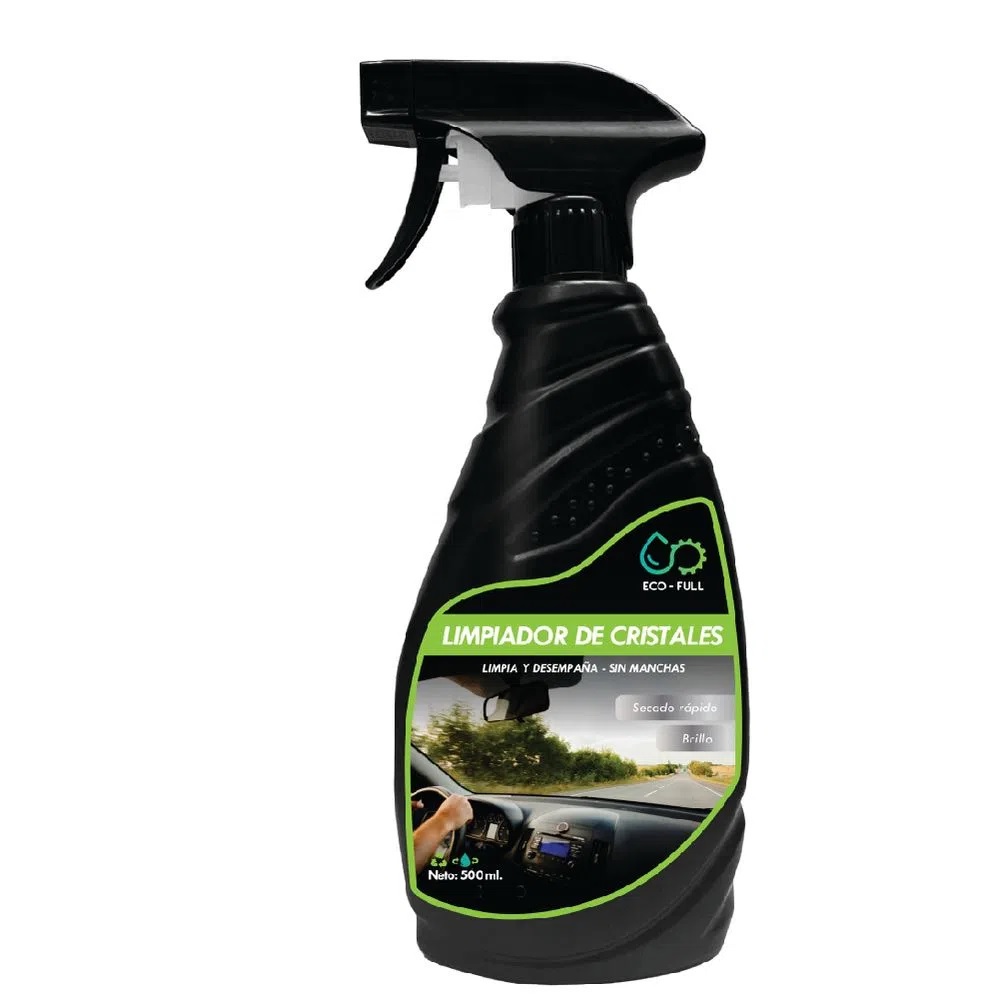 ECO - FULL
LIMPIADOR DE CRISTALES
LIMPIA Y DESEMPAÑA - SIN MANCHAS
Secado rápido
Brillo
Neto: 500 ml.